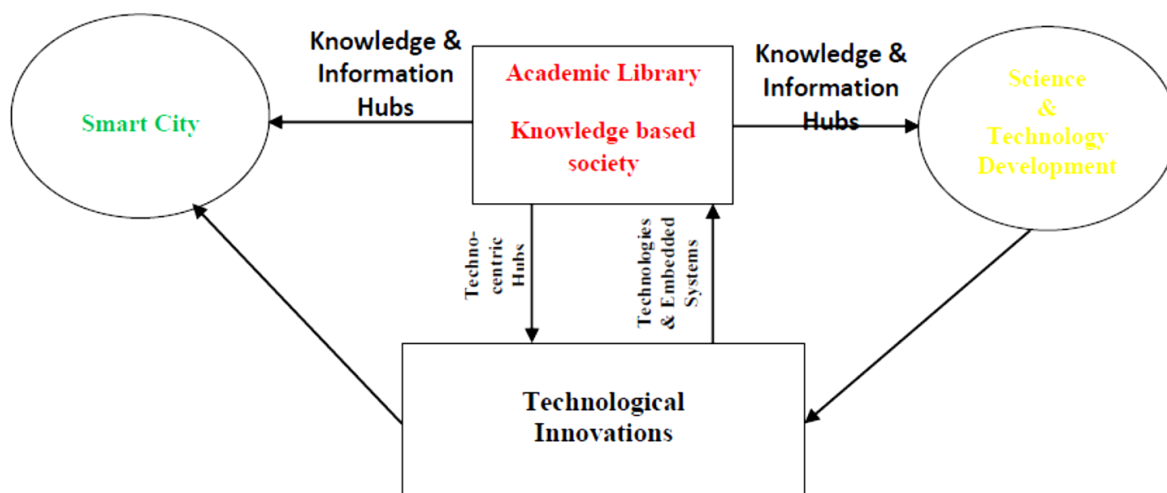 Knowledge &
Information
Hubs
Academic Library
Knowledge based
society
Knowledge &
Information
Hubs
Smart City
Science
&
Technology
Development
Techno-
centric
Hubs
Technologies
& Embedded
Systems
Technological
Innovations